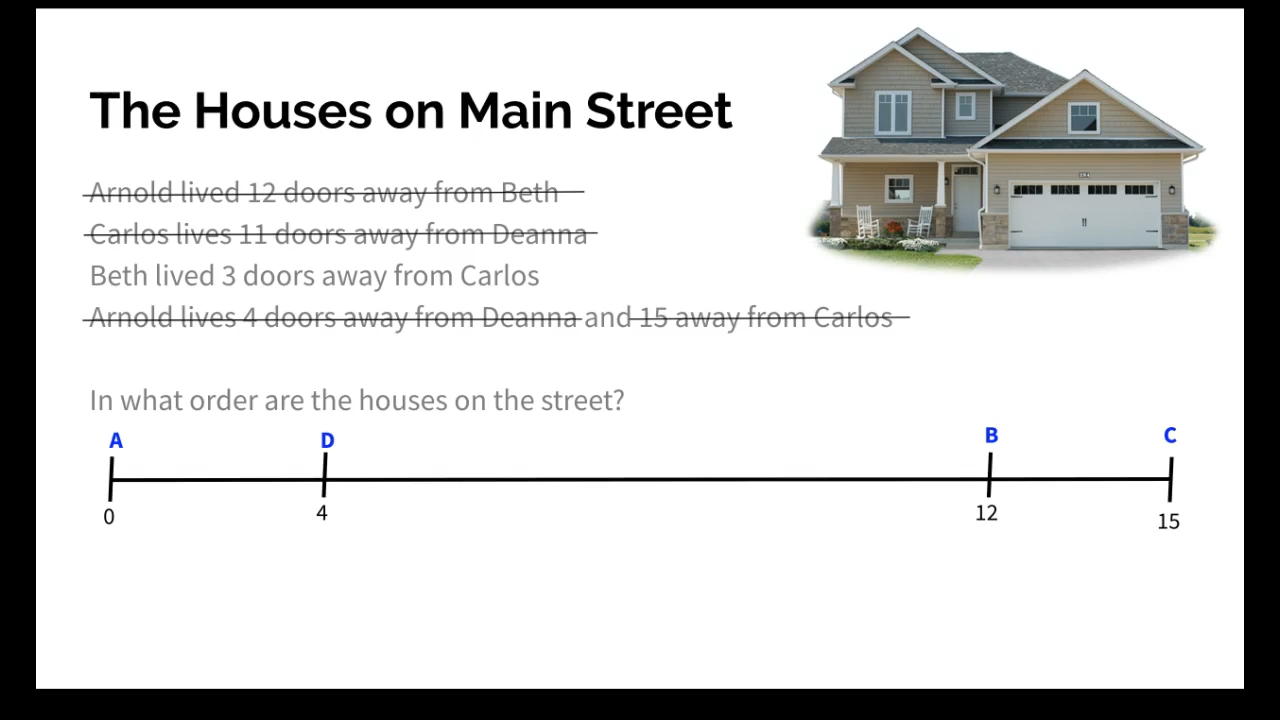 The Houses on Main Street
Arnold lived 12 doors away from Beth
Carlos lives 11 doors away from Deanna
Beth lived 3 doors away from Carlos
Arnold lives 4 doors away from Deanna and 15 away from Carlos
In what order are the houses on the street?
A D B C
0 4 12 15